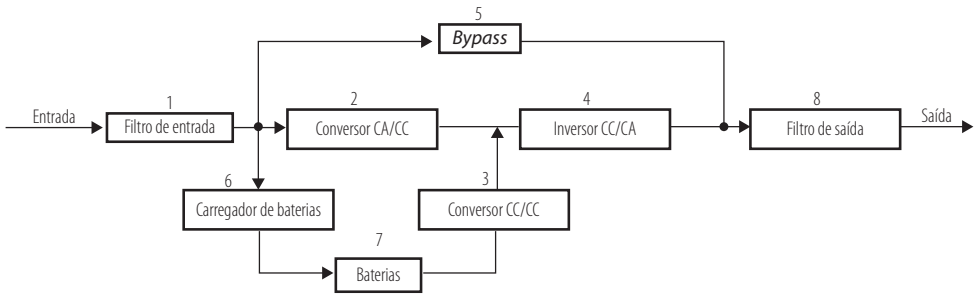 5
Bypass
Entrada
1
Filtro de entrada
2
Conversor CA/CC
4
Inversor CC/CA
8
Filtro de saída
Saída
6
Carregador de baterias
3
Conversor CC/CC
7
Baterias